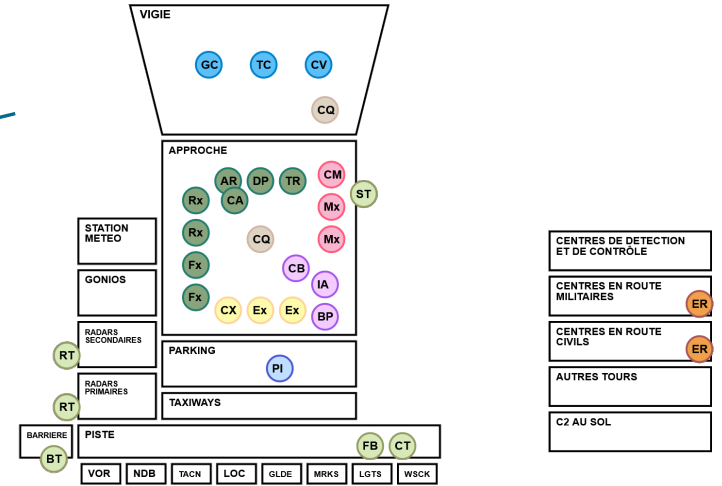 VIGIE
GC TC CV
CQ
APPROCHE
AR DP TR CM
ST
Rx CA Mx
Rx CQ Mx
Fx CB
IA
Fx CX Ex Ex BP
STATION
METEO
GONIOS
RADARS
SECONDAIRES
RT
RADARS
PRIMAIRES
RT
PARKING
PI
TAXIWAYS
BARRIERE
BT
PISTE
FB CT
VOR NDB TACN LOC GLDE MRKS LGTS WSCK
CENTRES DE DETECTION
ET DE CONTRÔLE
CENTRES EN ROUTE
MILITAIRES
ER
CENTRES EN ROUTE
CIVILS
ER
AUTRES TOURS
C2 AU SOL